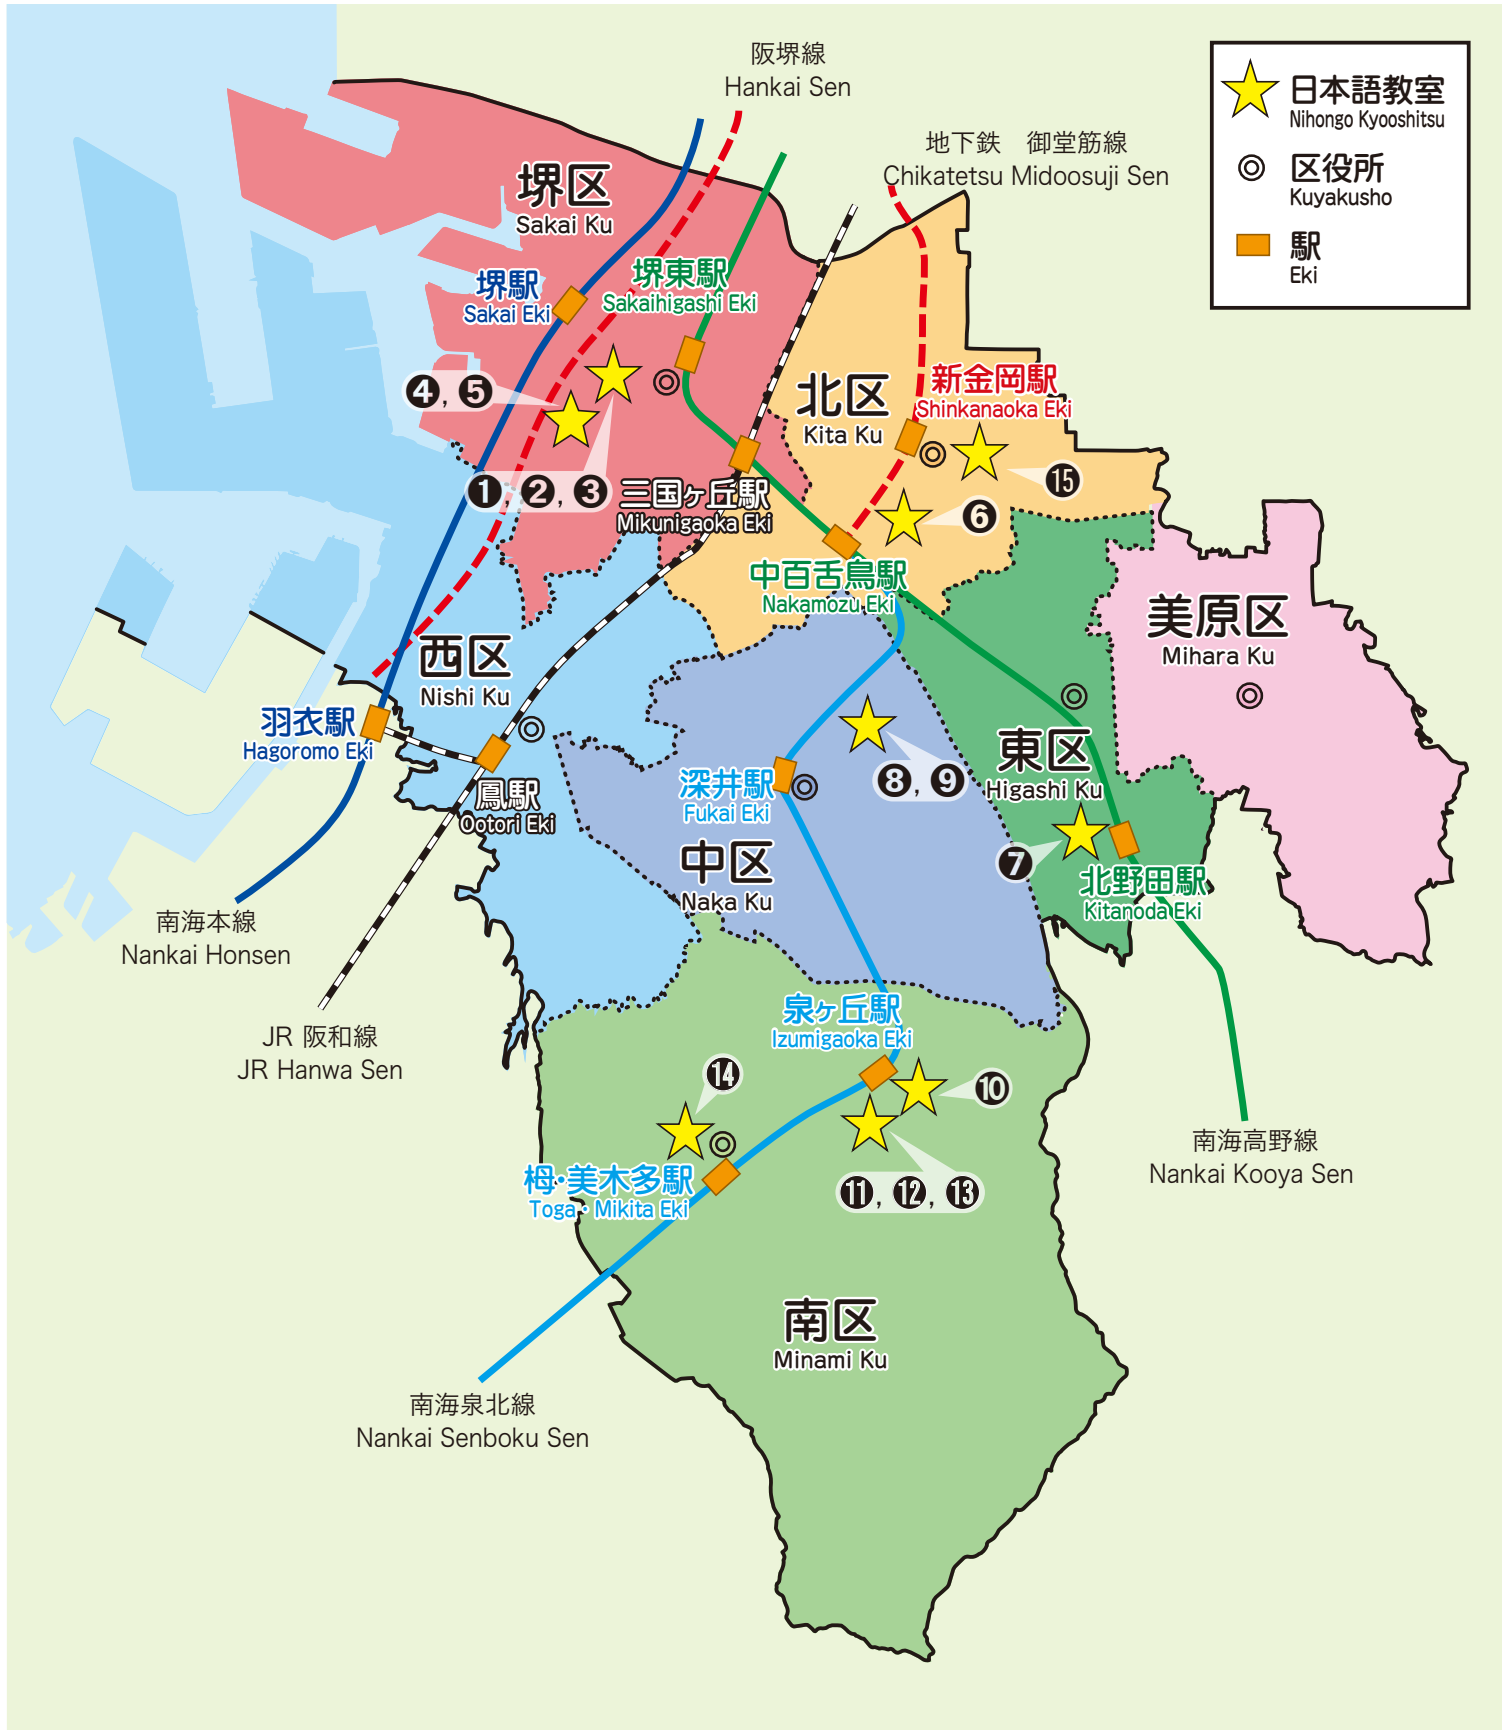 阪堺線
Hankai Sen
地下鉄　御堂筋線
Chikatetsu Midoosuji Sen
日本語教室
Nihongo Kyooshitsu
区役所
Kuyakusho
駅
Eki
堺区
Sakai Ku
堺駅
Sakai Eki
堺東駅
Sakaihigashi Eki
❹, ❺
❶, ❷, ❸
三国ヶ丘駅
Mikunigaoka Eki
北区
Kita Ku
新金岡駅
Shinkanaoka Eki
⓯
❻
中百舌鳥駅
Nakamozu Eki
美原区
Mihara Ku
西区
Nishi Ku
羽衣駅
Hagoromo Eki
鳳駅
Ootori Eki
深井駅
Fukai Eki
❽, ❾
東区
Higashi Ku
中区
Naka Ku
❼
北野田駅
Kitanoda Eki
南海本線
Nankai Honsen
JR 阪和線
JR Hanwa Sen
泉ヶ丘駅
Izumigaoka Eki
⓮
❿
栂・美木多駅
Toga・Mikita Eki
⓫, ⓬, ⓭
南海高野線
Nankai Kooya Sen
南区
Minami Ku
南海泉北線
Nankai Senboku Sen